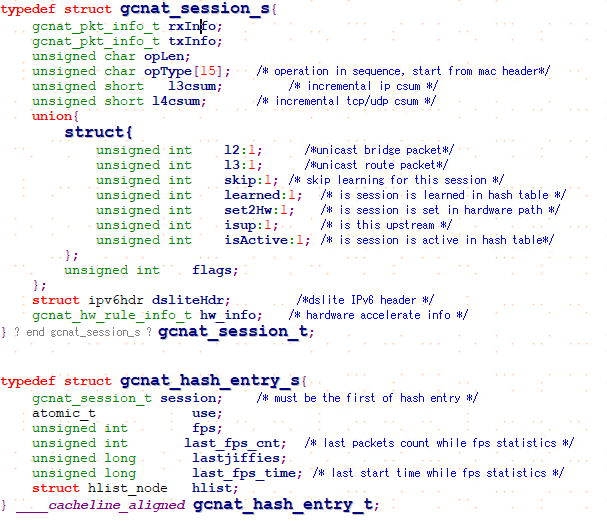 typedef struct gcnat_session_s{
gcnat_pkt_info_t rxInfo;
gcnat_pkt_info_t txInfo;
unsigned char opLen;
unsigned char opType[15]; /* operation in sequence, start from mac header*/
unsigned short l3csum; /* incremental ip csum */
unsigned short l4csum; /* incremental tcp/udp csum */
union{
struct{
unsigned int l2:1; /*unicast bridge packet*/
unsigned int l3:1; /*unicast route packet*/
unsigned int skip:1; /* skip learning for this session */
unsigned int learned:1; /* is session is learned in hash table */
unsigned int set2Hw:1; /* is session is set in hardware path */
unsigned int isup:1; /* is this upstream */
unsigned int isActive:1; /* is session is active in hash table*/
};
unsigned int flags;
};
struct ipv6hdr dsliteHdr; /*dslite IPv6 header */
gcnat_hw_rule_info_t hw_info; /* hardware accelerate info */
} ? end gcnat_session_s ? gcnat_session_t;
typedef struct gcnat_hash_entry_s{
gcnat_session_t session; /* must be the first of hash entry */
atomic_t use;
unsigned int fps;
unsigned int last_fps_cnt; /* last packets count while fps statistics */
unsigned long lastjiffies;
unsigned long last_fps_time; /* last start time while fps statistics */
struct hlist_node hlist;
} ____cacheline_aligned gcnat_hash_entry_t;